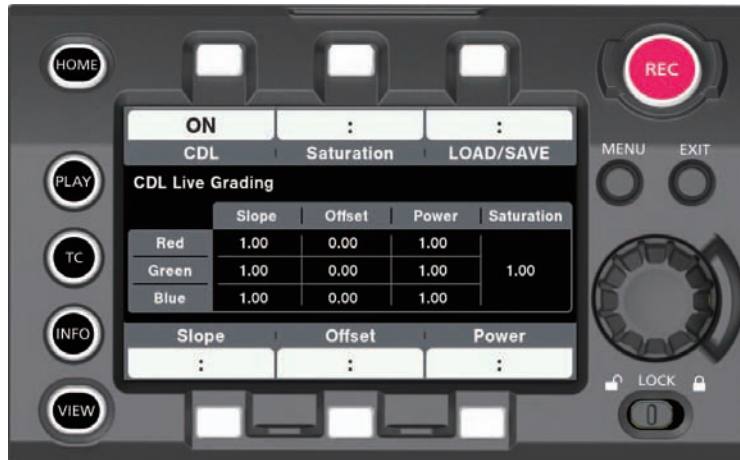 HOME
REC
ON : :
CDL Saturation LOAD/SAVE
MENU EXIT
CDL Live Grading
PLAY
Slope Offset Power Saturation
Red 1.00 0.00 1.00
TC
Green 1.00 0.00 1.00 1.00
Blue 1.00 0.00 1.00
INFO
Slope Offset Power
: : :
LOCK
VIEW
0